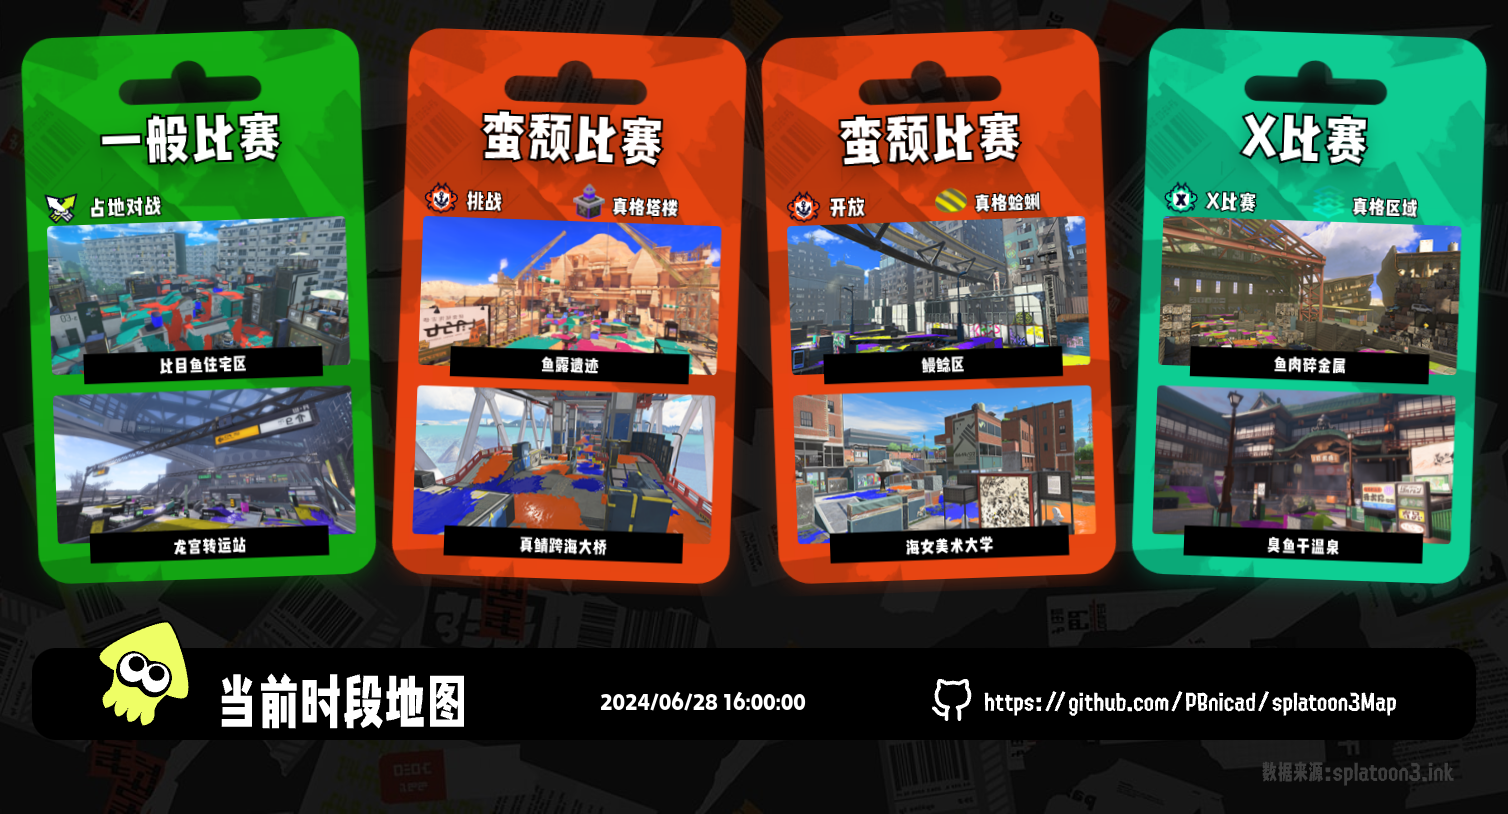 一般比赛
占地对战
比目鱼住宅区
龙宫转运站
蛮颓比赛
挑战
真格塔楼
鱼露遗迹
真鲭跨海大桥
蛮颓比赛
开放
真格蛤蜊
鳗鲶区
海女美术大学
X比赛
X比赛
真格区域
鱼肉碎金属
臭鱼干温泉
当前时段地图
2024/06/28 16:00:00
https://github.com/PBnicad/splatoon3Map
数据来源:splatoon3.ink